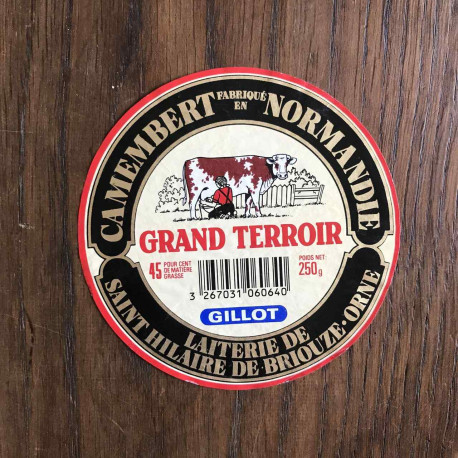 CAMEMBERT FABRIQUÉ EN NORMANDIE
GRAND TERROIR
45 POUR CENT DE MATIÈRE GRASSE
POIDS NET 250g
3 267031 060640
GILLOT
LAITERIE DE
SAINT HILAIRE DE BRIOUZE·ORNE